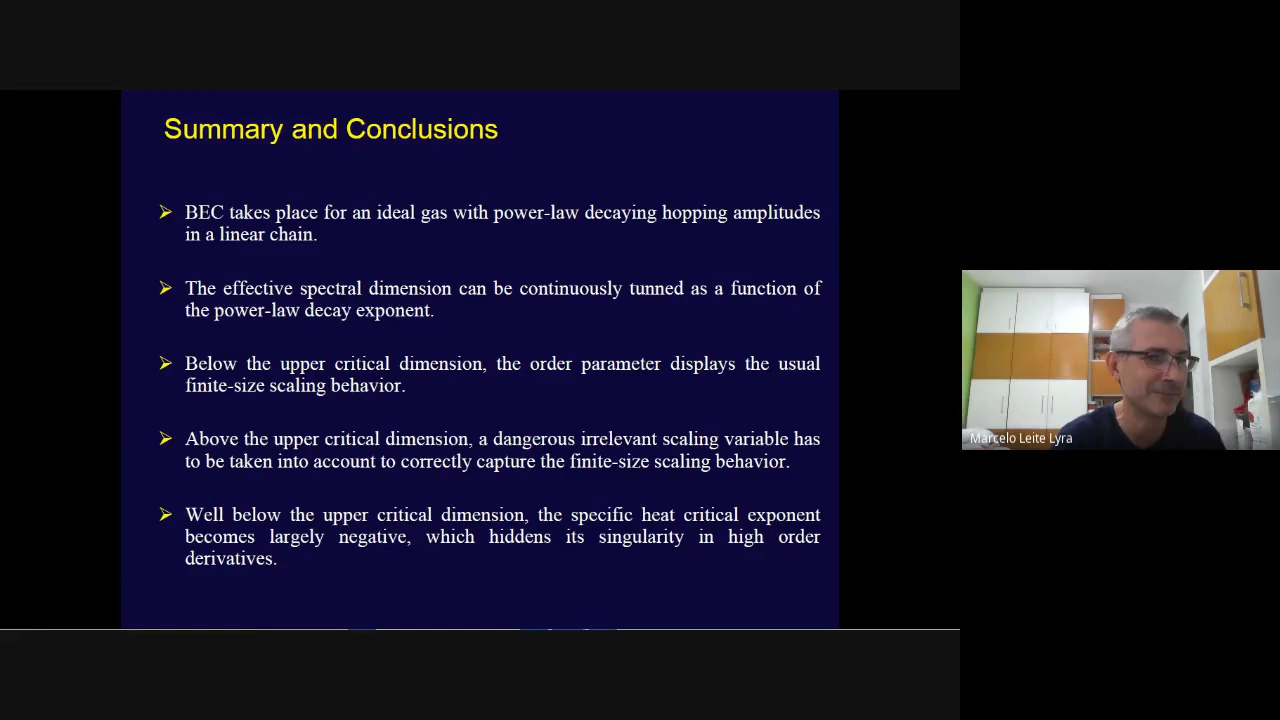 Summary and Conclusions
BEC takes place for an ideal gas with power-law decaying hopping amplitudes
in a linear chain.
The effective spectral dimension can be continuously tunned as a function of
the power-law decay exponent.
Below the upper critical dimension, the order parameter displays the usual
finite-size scaling behavior.
Above the upper critical dimension, a dangerous irrelevant scaling variable has
to be taken into account to correctly capture the finite-size scaling behavior.
Well below the upper critical dimension, the specific heat critical exponent
becomes largely negative, which hiddens its singularity in high order
derivatives.
Marcelo Leite Lyra